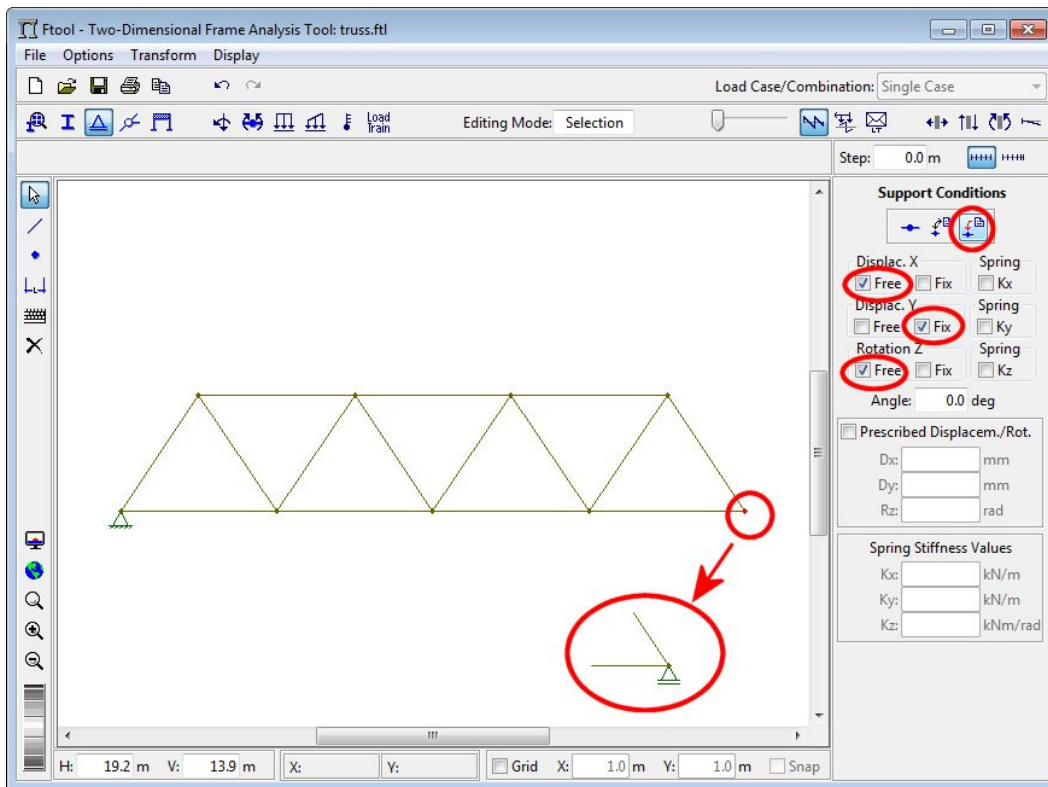 Ftool - Two-Dimensional Frame Analysis Tool: truss.ftl
File Options Transform Display
Load Case/Combination: Single Case
Load Train
Editing Mode: Selection
Step: 0.0 m
Support Conditions
Displac. X Spring
Free Fix Kx
Displac. Y Spring
Free Fix Ky
Rotation Z Spring
Free Fix Kz
Angle: 0.0 deg
Prescribed Displacem./Rot.
Dx: mm
Dy: mm
Rz: rad
Spring Stiffness Values
Kx: kN/m
Ky: kN/m
Kz: kNm/rad
H: 19.2 m V: 13.9 m X: Y: Grid X: 1.0 m Y: 1.0 m Snap